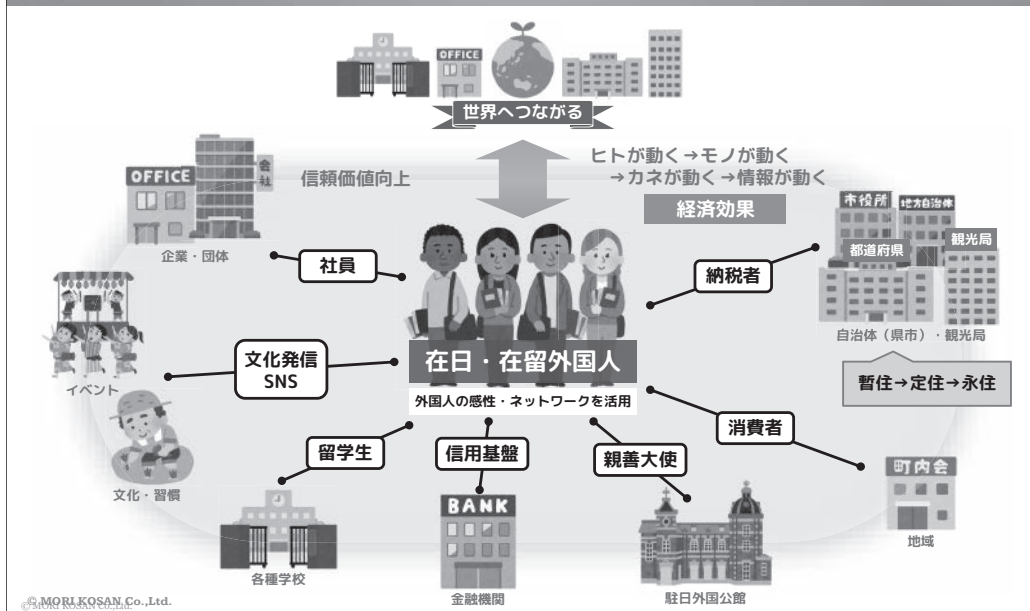 OFFICE
世界へつながる
信頼価値向上
ヒトが動く→モノが動く
→カネが動く→情報が動く
経済効果
OFFICE
会社
企業・団体
社員
市役所
地方自治体
都道府県
観光局
納税者
自治体（県市）・観光局
暫住→定住→永住
イベント
文化発信
SNS
在日・在留外国人
外国人の感性・ネットワークを活用
文化・習慣
留学生
信用基盤
親善大使
消費者
各種学校
BANK
金融機関
駐日外国公館
町内会
地域
© MORI KOSAN Co.,Ltd.
© MORI KOSAN Co.,Ltd.